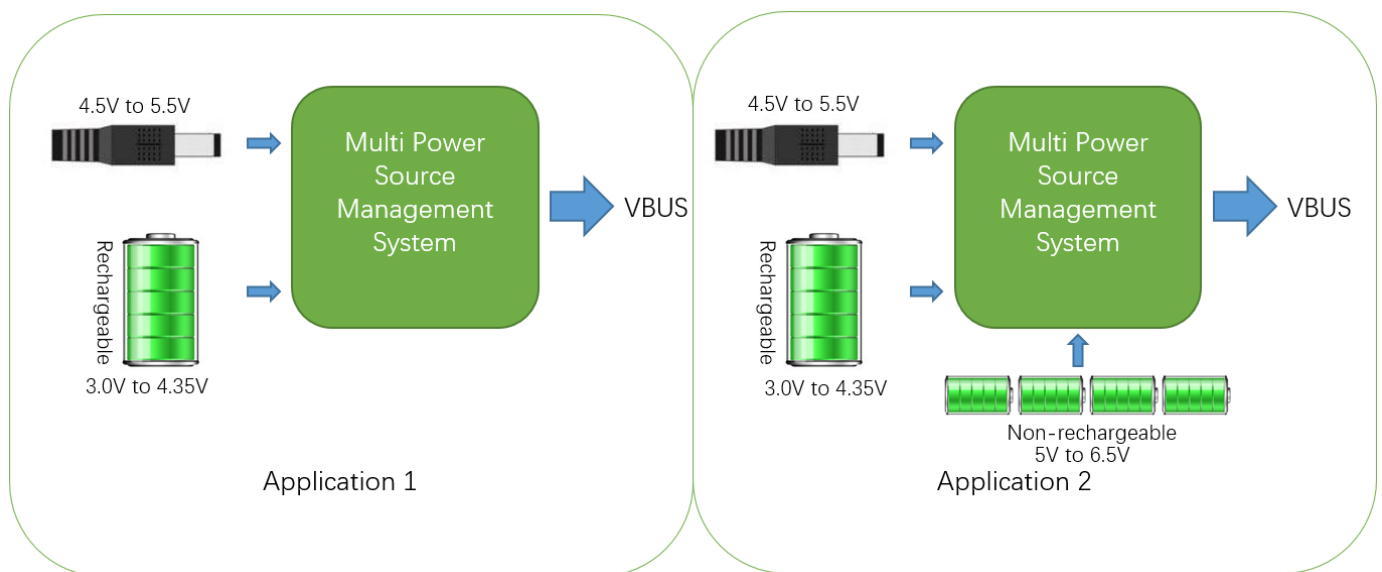 4.5V to 5.5V
Multi Power
Source
Management
System
VBUS
Rechargeable
3.0V to 4.35V
Application 1
4.5V to 5.5V
Multi Power
Source
Management
System
VBUS
Rechargeable
3.0V to 4.35V
Non-rechargeable
5V to 6.5V
Application 2